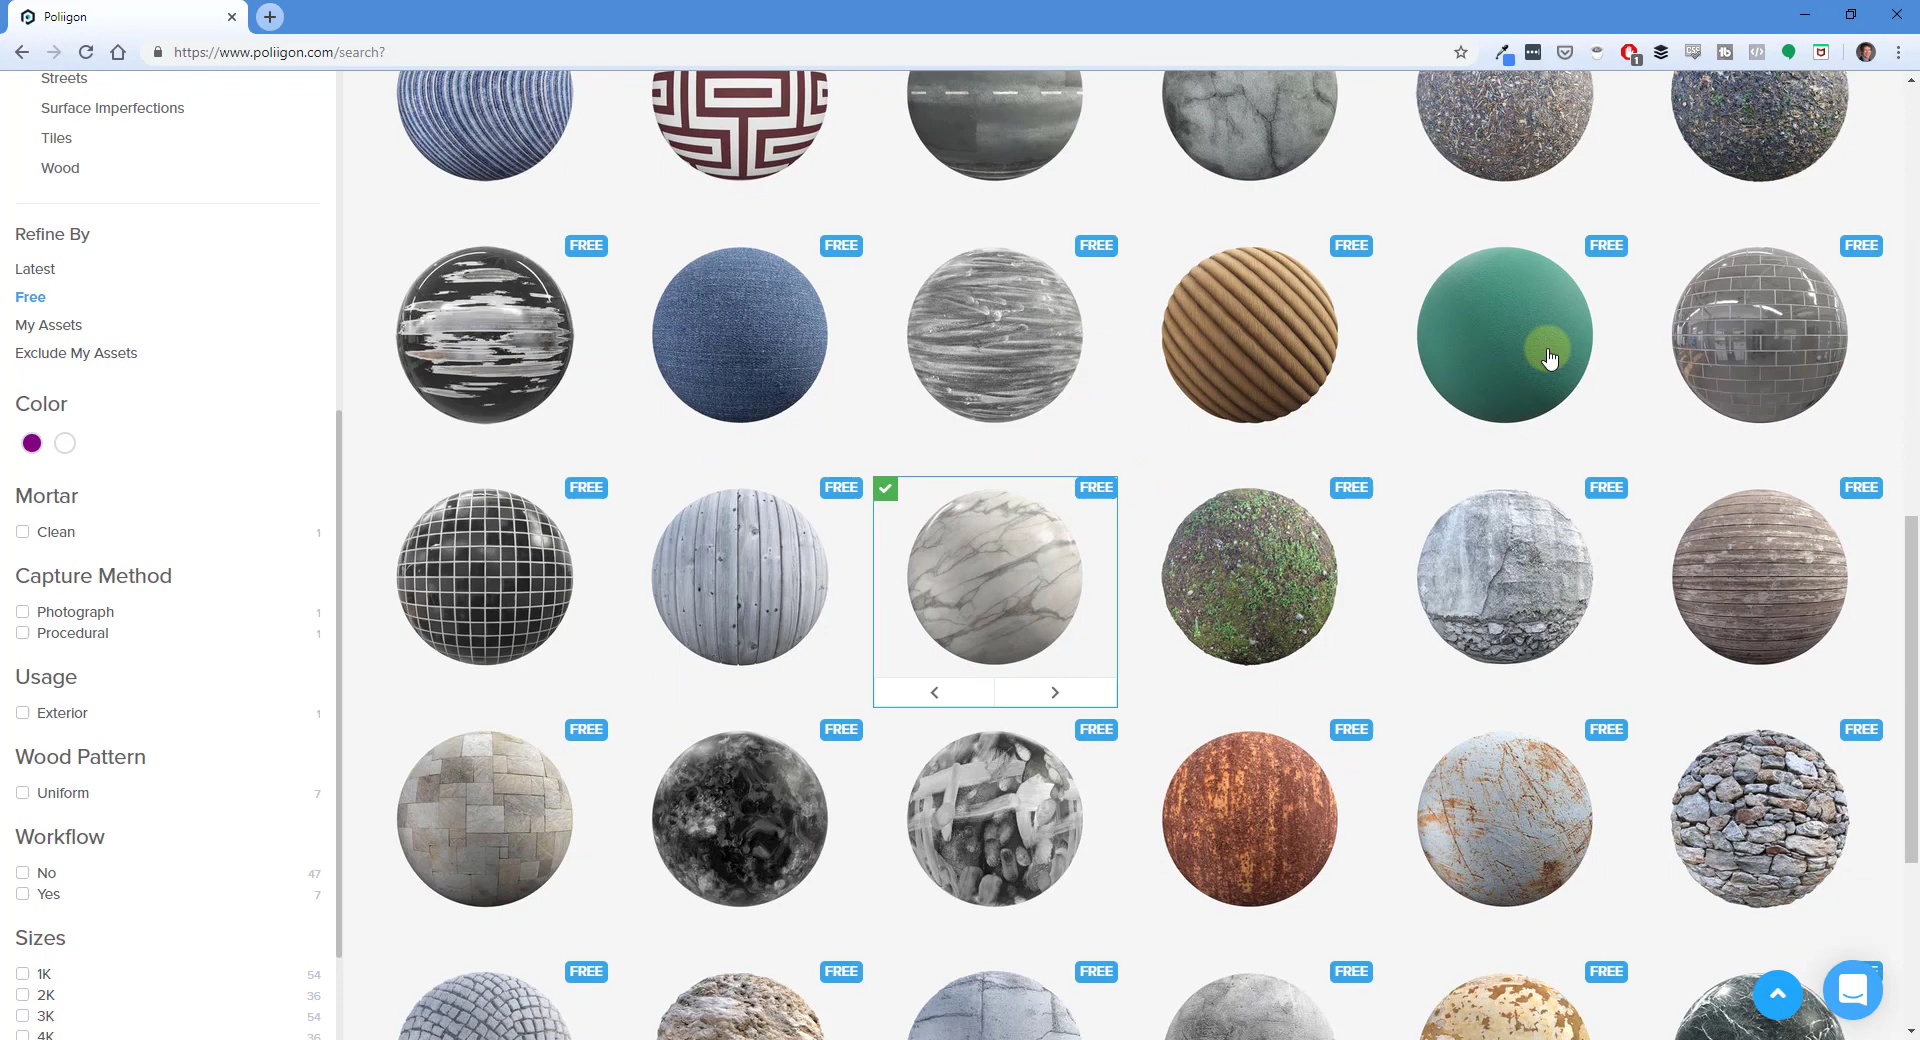 Poliigon
https://www.poliigon.com/search?
1
Streets
Surface Imperfections
Tiles
Wood
Refine By
Latest
Free
My Assets
Exclude My Assets
Color
Mortar
Clean 1
Capture Method
Photograph 1
Procedural 1
Usage
Exterior 1
Wood Pattern
Uniform 7
Workflow
No 47
Yes 7
Sizes
1K 54
2K 36
3K 54
4K 36
FREE FREE FREE FREE FREE FREE
FREE FREE FREE FREE FREE FREE
FREE FREE FREE FREE FREE FREE
FREE FREE FREE FREE FREE